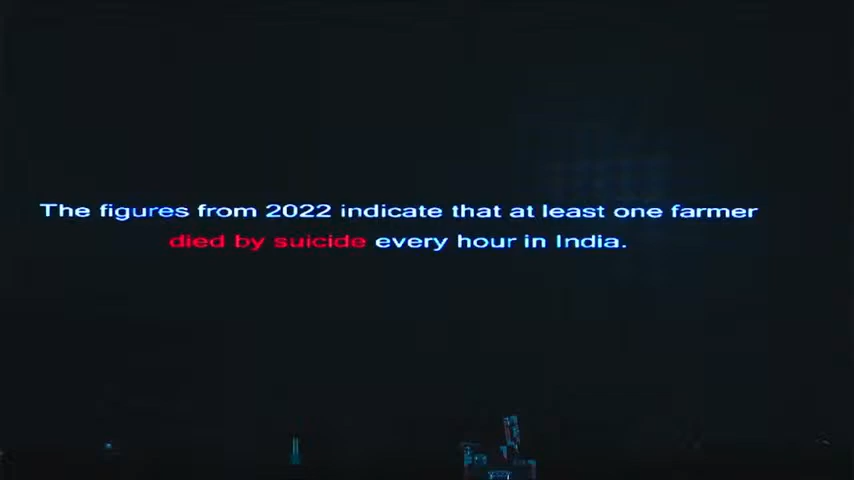 The figures from 2022 indicate that at least one farmer
died by suicide every hour in India.